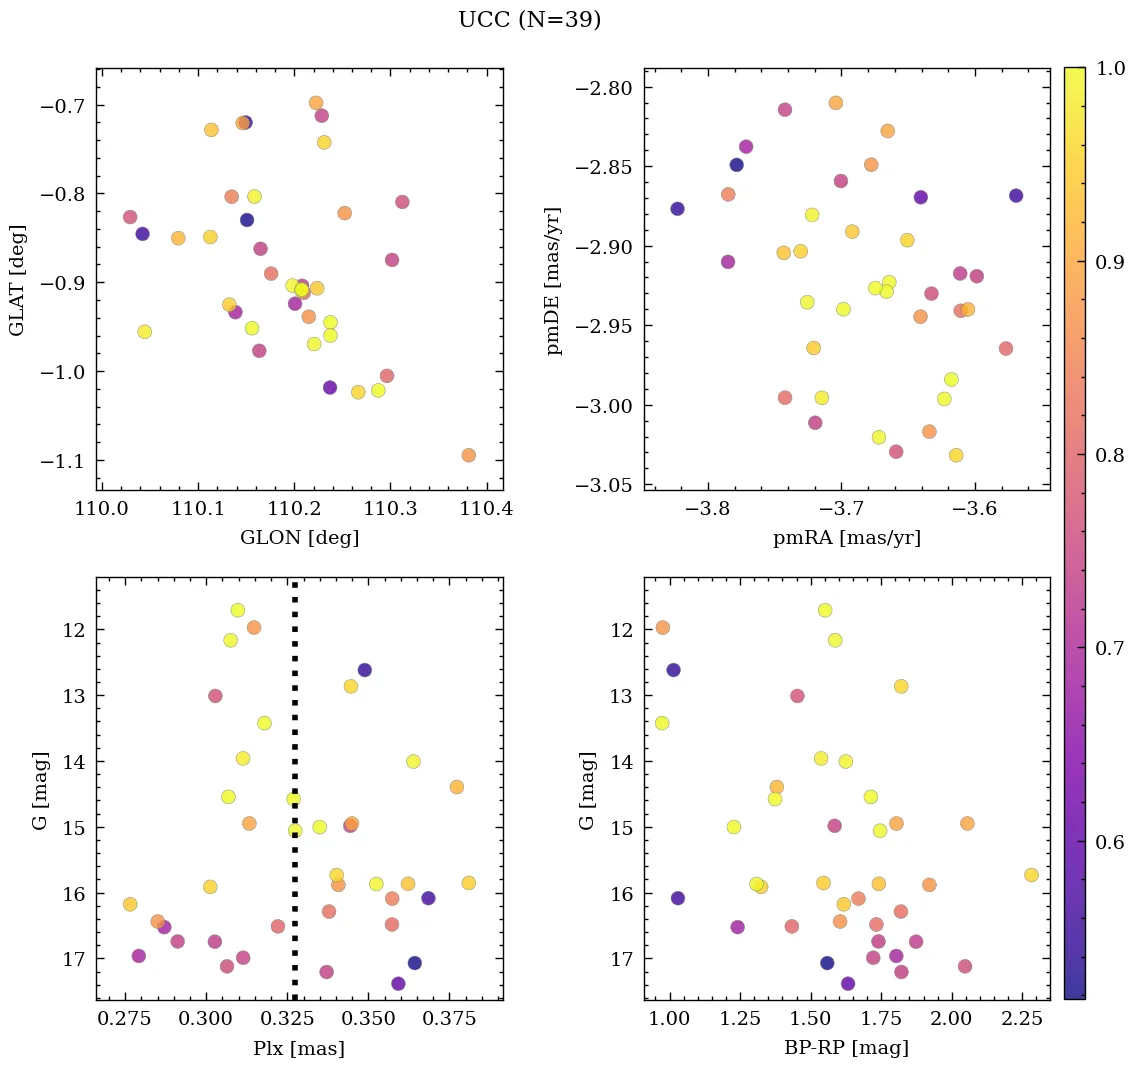 UCC (N=39)
−0.7
−0.8
−0.9
−1.0
−1.1
GLAT [deg]
110.0 110.1 110.2 110.3 110.4
GLON [deg]
−2.80
−2.85
−2.90
−2.95
−3.00
−3.05
pmDE [mas/yr]
−3.8 −3.7 −3.6
pmRA [mas/yr]
1.0
0.9
0.8
0.7
0.6
12
13
14
15
16
17
G [mag]
0.275 0.300 0.325 0.350 0.375
Plx [mas]
12
13
14
15
16
17
G [mag]
1.00 1.25 1.50 1.75 2.00 2.25
BP-RP [mag]